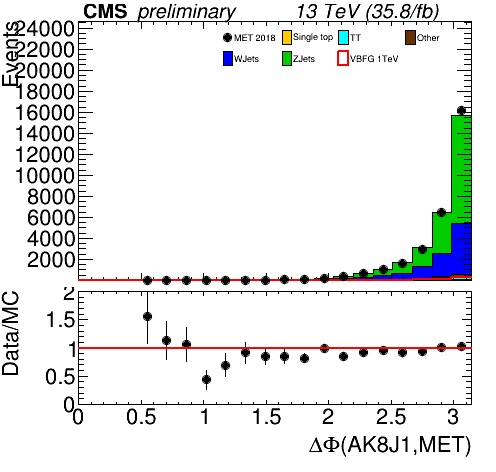 CMS preliminary 13 TeV (35.8/fb)
Events
24000
22000
20000
18000
16000
14000
12000
10000
8000
6000
4000
2000
MET 2018 Single top TT Other
WJets ZJets VBFG 1TeV
Data/MC
2
1.5
1
0.5
0
0 0.5 1 1.5 2 2.5 3
ΔΦ(AK8J1,MET)